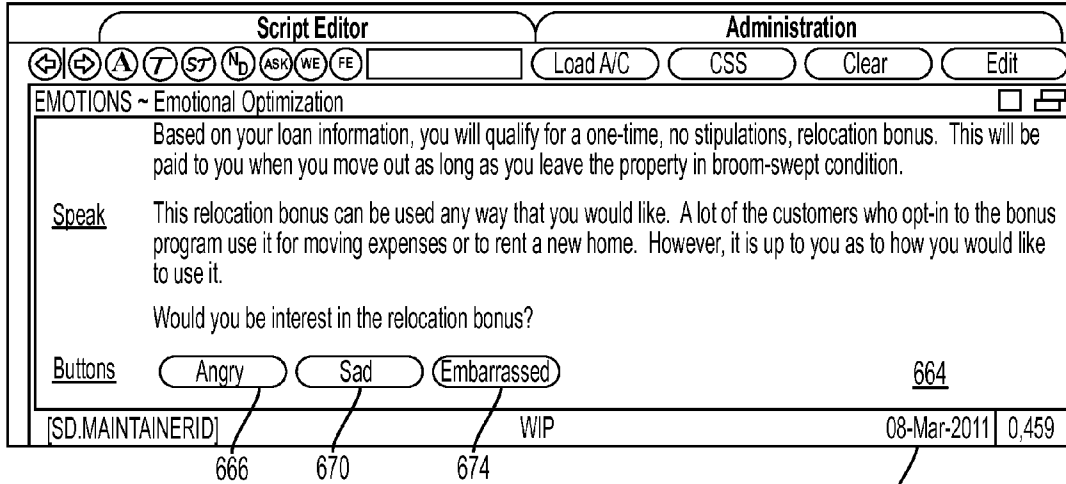 Script Editor Administration
A T ST ND ASK WE FE Load A/C CSS Clear Edit
EMOTIONS ~ Emotional Optimization
Based on your loan information, you will qualify for a one-time, no stipulations, relocation bonus. This will be
paid to you when you move out as long as you leave the property in broom-swept condition.
Speak This relocation bonus can be used any way that you would like. A lot of the customers who opt-in to the bonus
program use it for moving expenses or to rent a new home. However, it is up to you as to how you would like
to use it.
Would you be interest in the relocation bonus?
Buttons Angry Sad Embarrassed 664
[SD.MAINTAINERID] WIP 08-Mar-2011 0,459
666 670 674